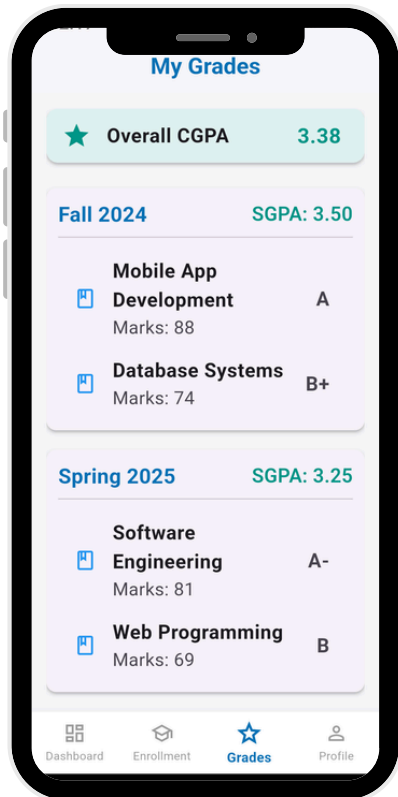 My Grades
Overall CGPA 3.38
Fall 2024 SGPA: 3.50
Mobile App
Development
Marks: 88
A
Database Systems
Marks: 74
B+
Spring 2025 SGPA: 3.25
Software
Engineering
Marks: 81
A-
Web Programming
Marks: 69
B
Dashboard Enrollment Grades Profile